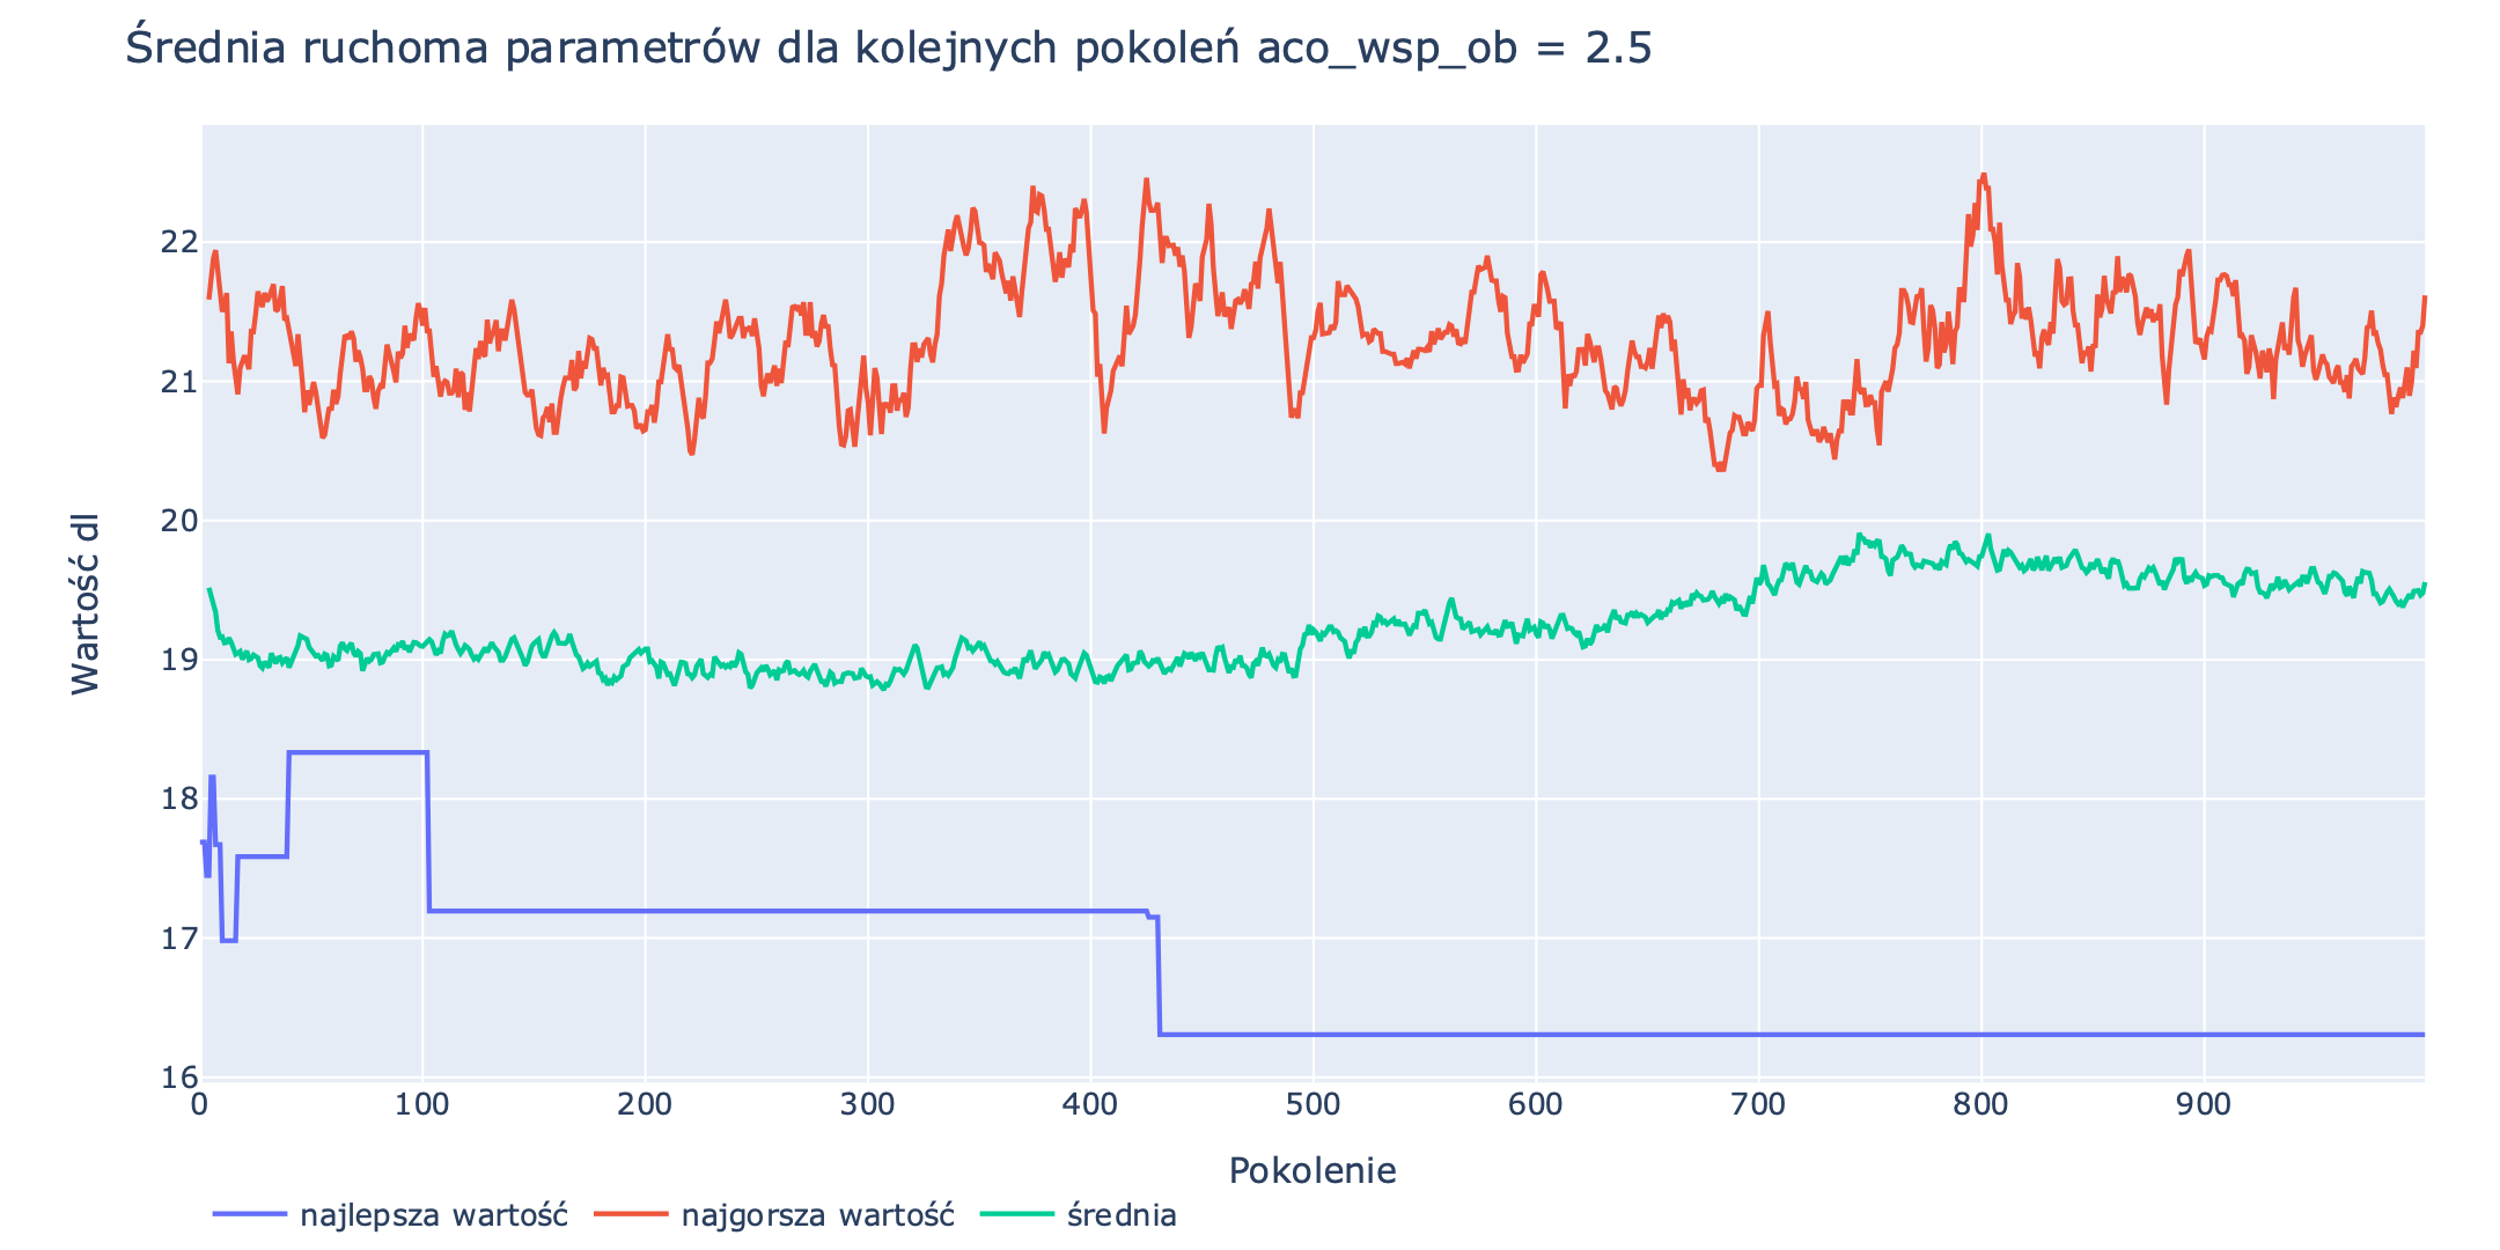 Średnia ruchoma parametrów dla kolejnych pokoleń aco_wsp_ob = 2.5
Wartość dl
22
21
20
19
18
17
16
0 100 200 300 400 500 600 700 800 900
Pokolenie
najlepsza wartość najgorsza wartość średnia